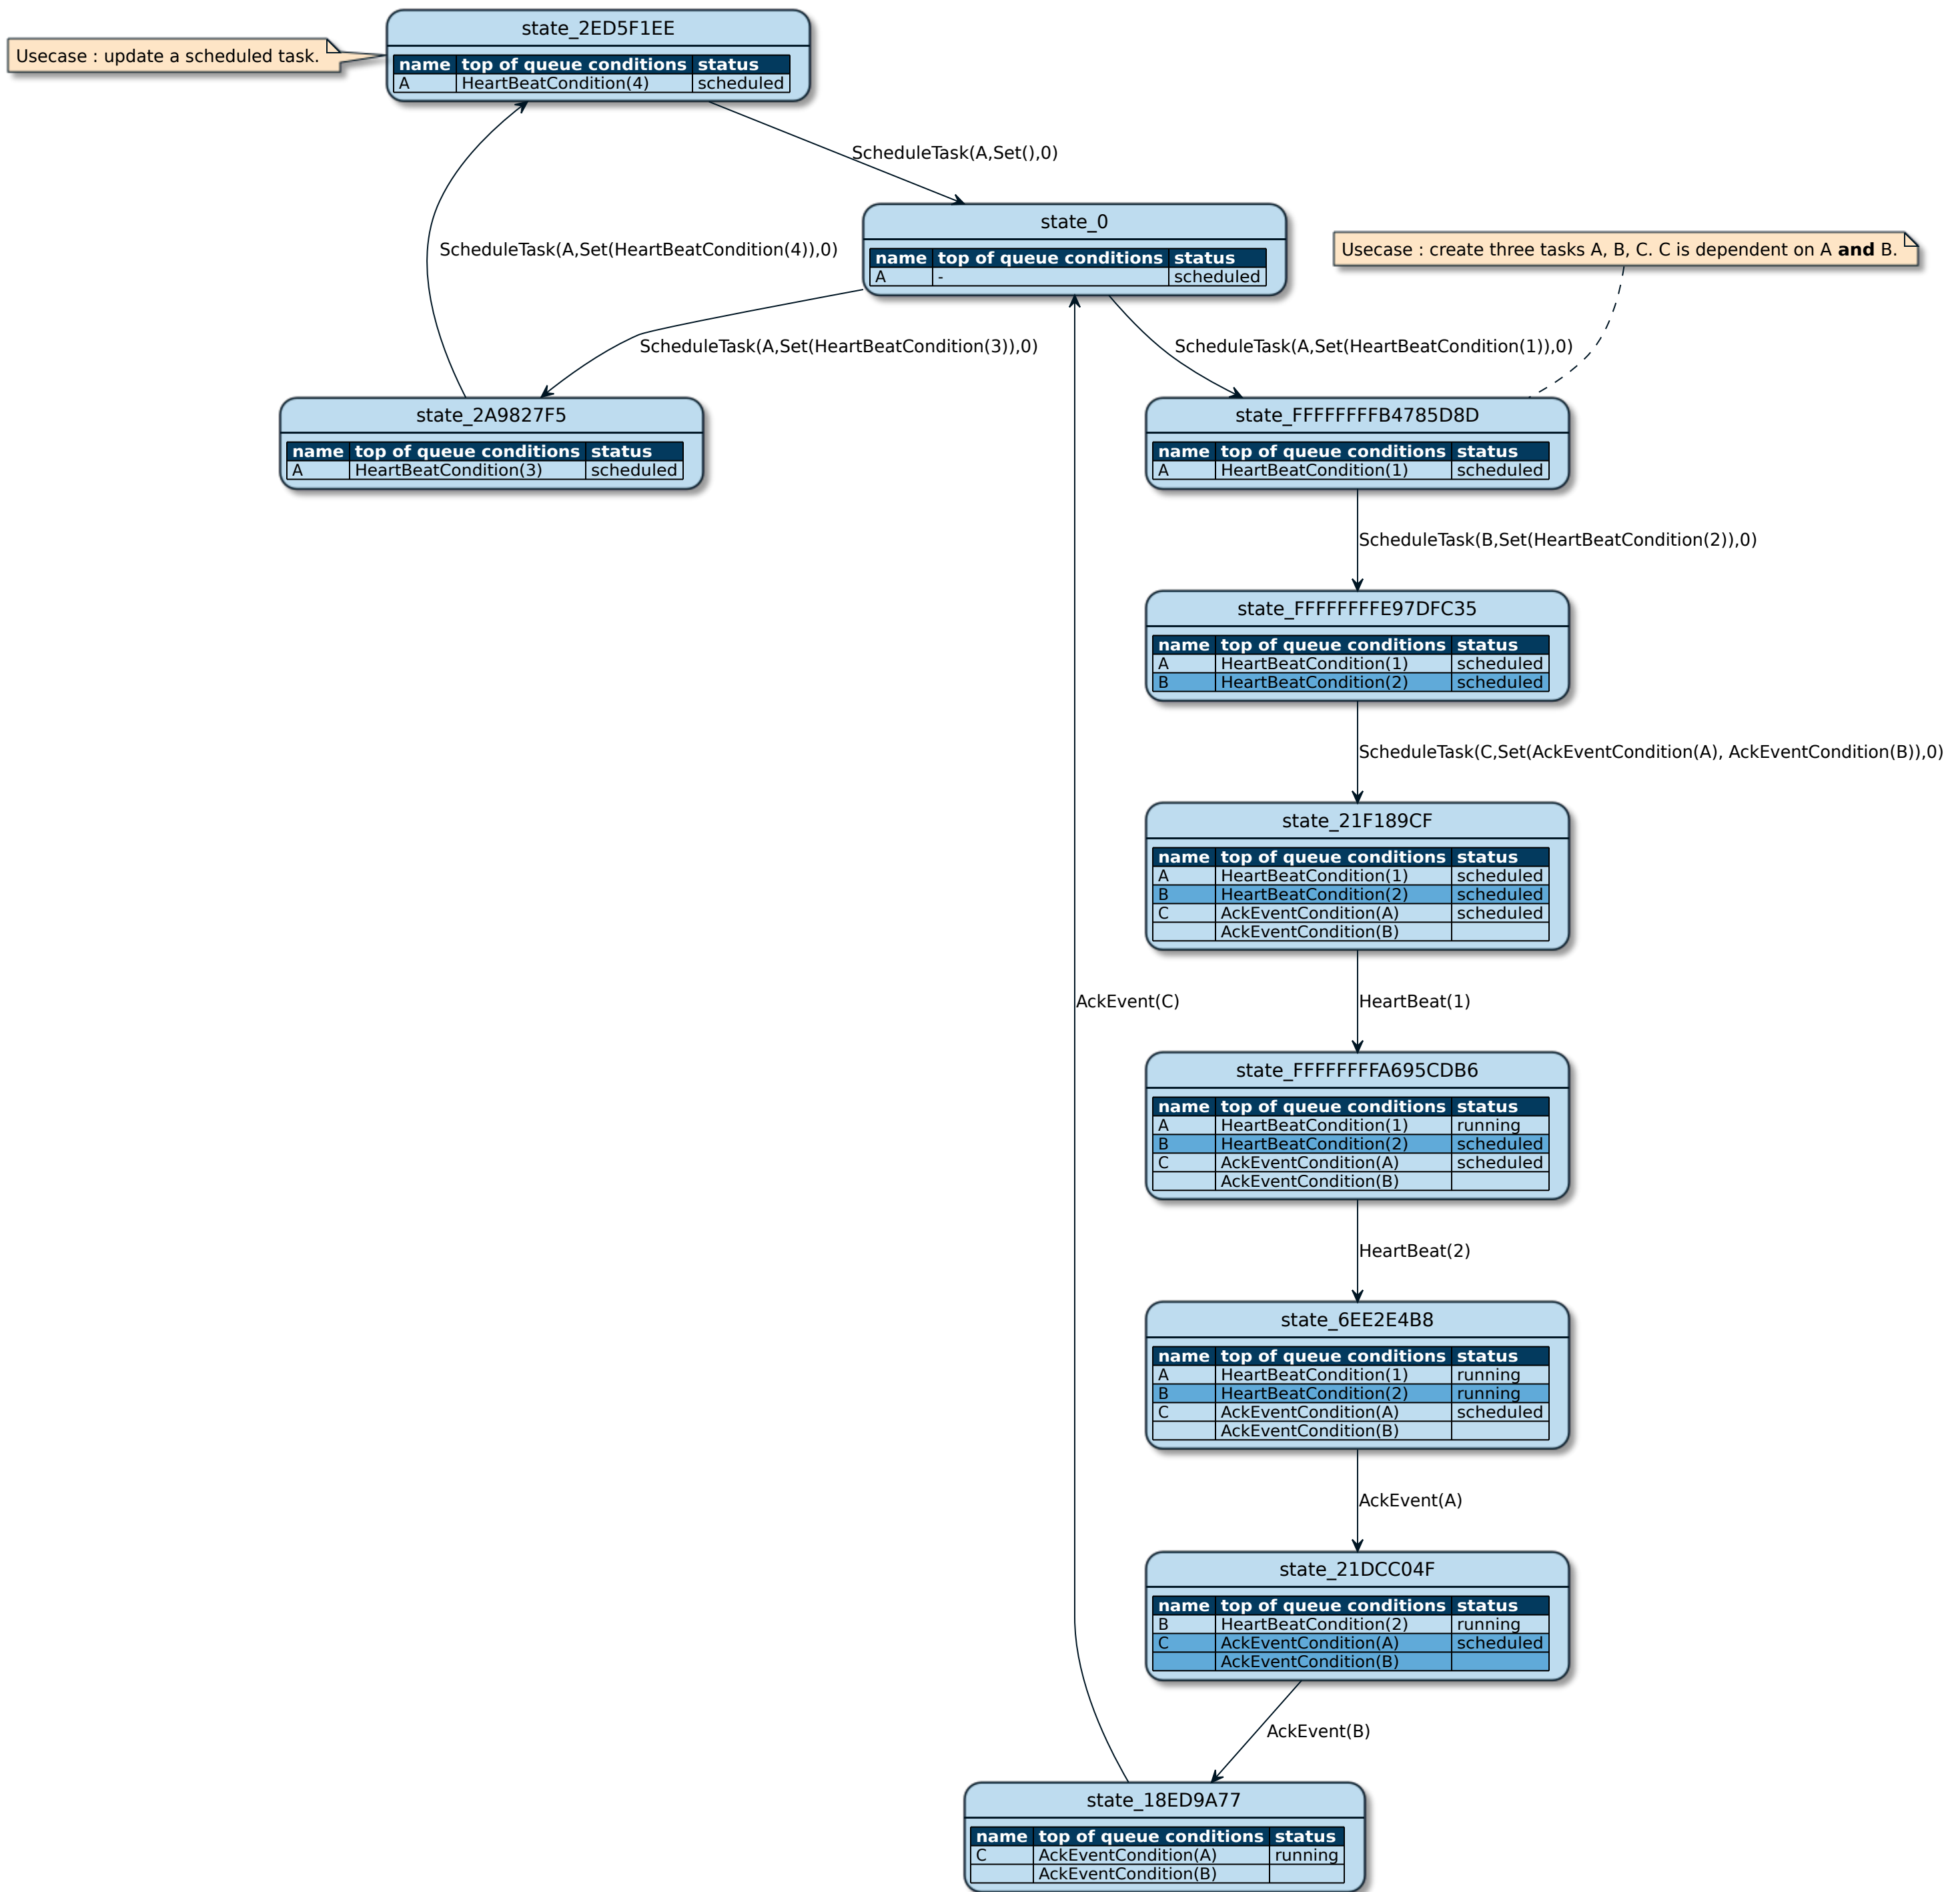 state_2ED5F1EE
Usecase : update a scheduled task.
name top of queue conditions status
A HeartBeatCondition(4) scheduled
ScheduleTask(A,Set(),0)
state_0
name top of queue conditions status
A - scheduled
Usecase : create three tasks A, B, C. C is dependent on A and B.
ScheduleTask(A,Set(HeartBeatCondition(4)),0)
ScheduleTask(A,Set(HeartBeatCondition(3)),0)
ScheduleTask(A,Set(HeartBeatCondition(1)),0)
state_2A9827F5
name top of queue conditions status
A HeartBeatCondition(3) scheduled
state_FFFFFFFFB4785D8D
name top of queue conditions status
A HeartBeatCondition(1) scheduled
ScheduleTask(B,Set(HeartBeatCondition(2)),0)
state_FFFFFFFFE97DFC35
name top of queue conditions status
A HeartBeatCondition(1) scheduled
B HeartBeatCondition(2) scheduled
ScheduleTask(C,Set(AckEventCondition(A), AckEventCondition(B)),0)
state_21F189CF
name top of queue conditions status
A HeartBeatCondition(1) scheduled
B HeartBeatCondition(2) scheduled
C AckEventCondition(A) scheduled
AckEventCondition(B)
AckEvent(C)
HeartBeat(1)
state_FFFFFFFFA695CDB6
name top of queue conditions status
A HeartBeatCondition(1) running
B HeartBeatCondition(2) scheduled
C AckEventCondition(A) scheduled
AckEventCondition(B)
HeartBeat(2)
state_6EE2E4B8
name top of queue conditions status
A HeartBeatCondition(1) running
B HeartBeatCondition(2) running
C AckEventCondition(A) scheduled
AckEventCondition(B)
AckEvent(A)
state_21DCC04F
name top of queue conditions status
B HeartBeatCondition(2) running
C AckEventCondition(A) scheduled
AckEventCondition(B)
AckEvent(B)
state_18ED9A77
name top of queue conditions status
C AckEventCondition(A) running
AckEventCondition(B)